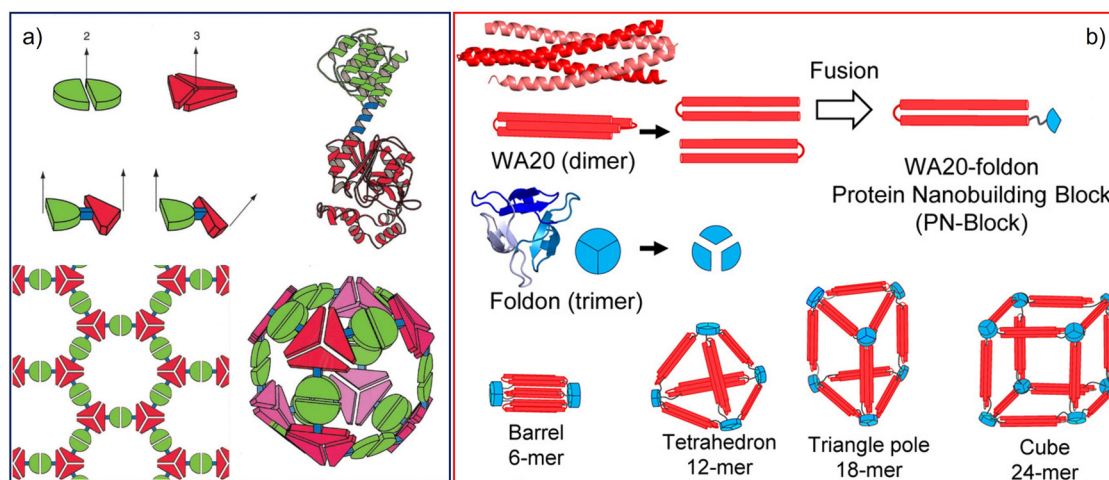 a)
2
3
b)
Fusion
WA20 (dimer)
WA20-foldon
Protein Nanobuilding Block
(PN-Block)
Foldon (trimer)
Barrel
6-mer
Tetrahedron
12-mer
Triangle pole
18-mer
Cube
24-mer